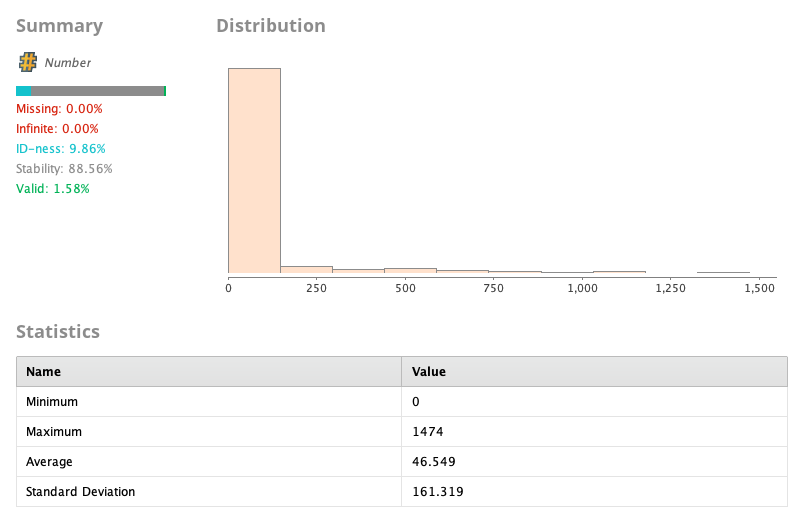 Summary
Distribution
Number
Missing: 0.00%
Infinite: 0.00%
ID-ness: 9.86%
Stability: 88.56%
Valid: 1.58%
0 250 500 750 1,000 1,250 1,500
Statistics
Name Value
Minimum 0
Maximum 1474
Average 46.549
Standard Deviation 161.319